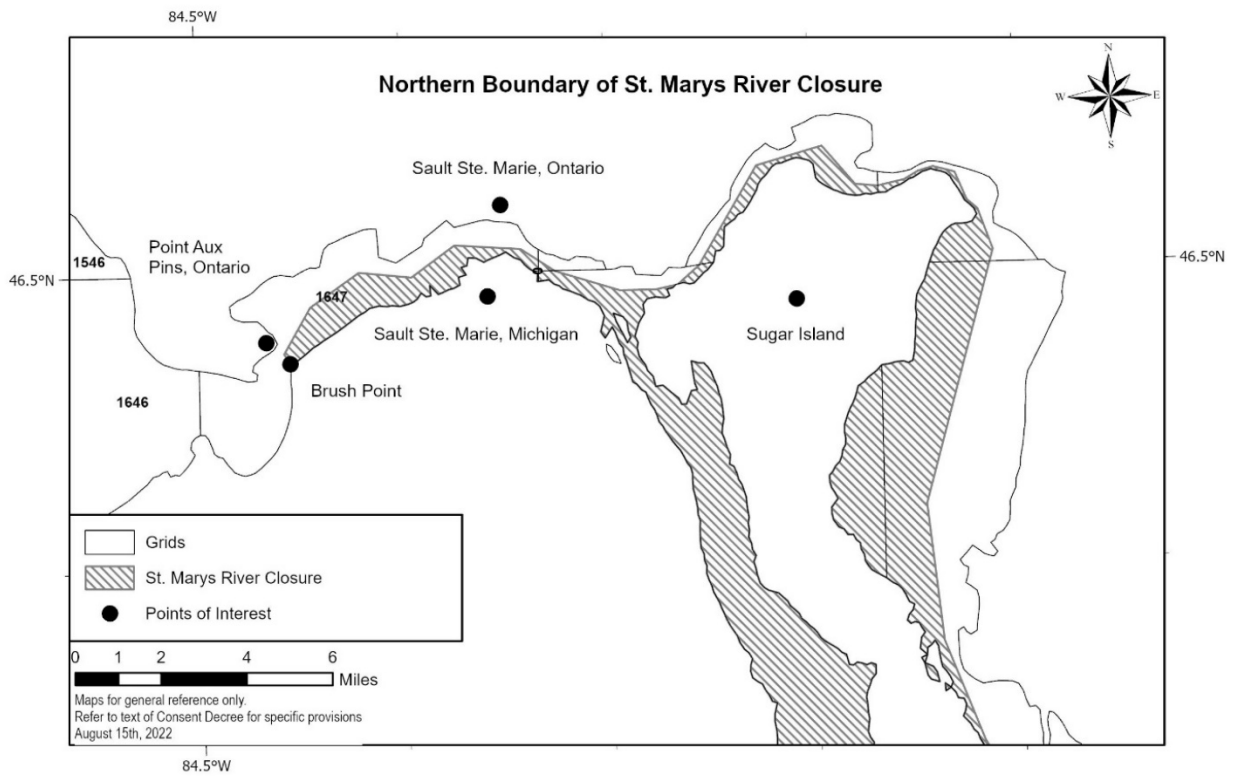 84.5°W
Northern Boundary of St. Marys River Closure
N
W E
S
Sault Ste. Marie, Ontario
Point Aux
Pins, Ontario
1546
46.5°N
46.5°N
1647
Sault Ste. Marie, Michigan
Sugar Island
Brush Point
1646
Grids
St. Marys River Closure
Points of Interest
0 1 2 4 6
Miles
Maps for general reference only.
Refer to text of Consent Decree for specific provisions
August 15th, 2022
84.5°W